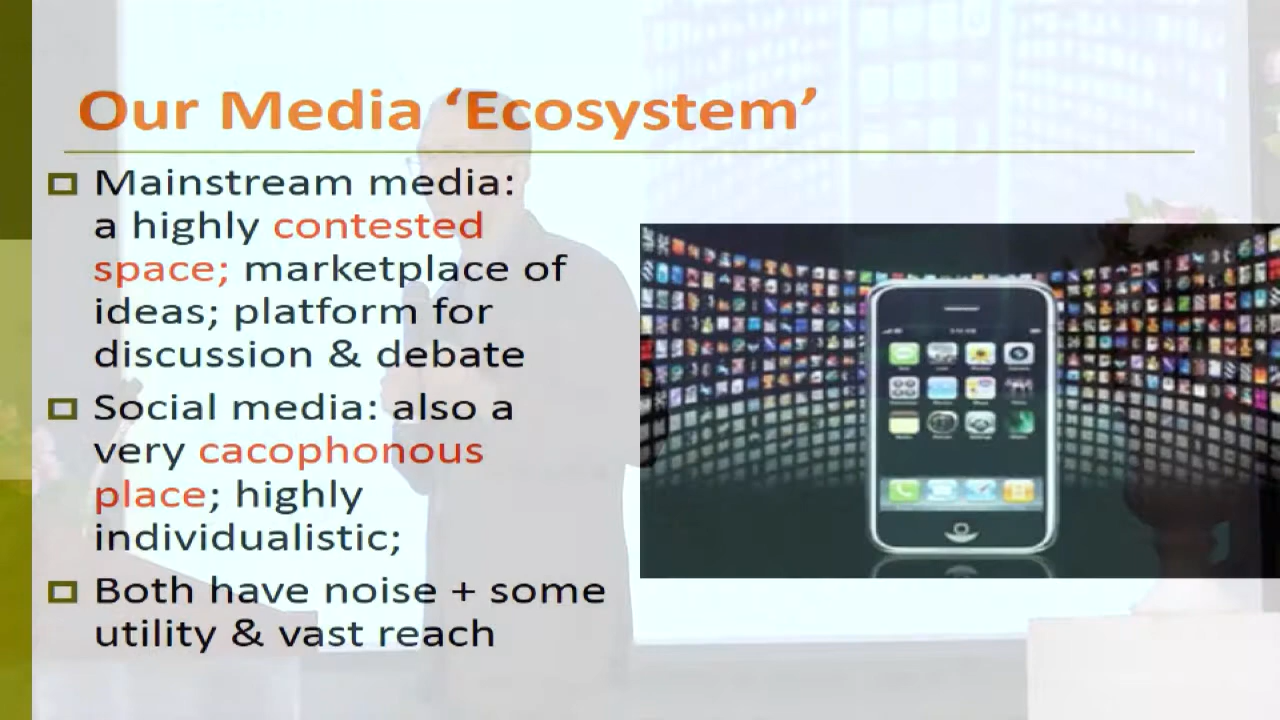 Our Media ‘Ecosystem’
Mainstream media:
a highly contested
space; marketplace of
ideas; platform for
discussion & debate
Social media: also a
very cacophonous
place; highly
individualistic;
Both have noise + some
utility & vast reach